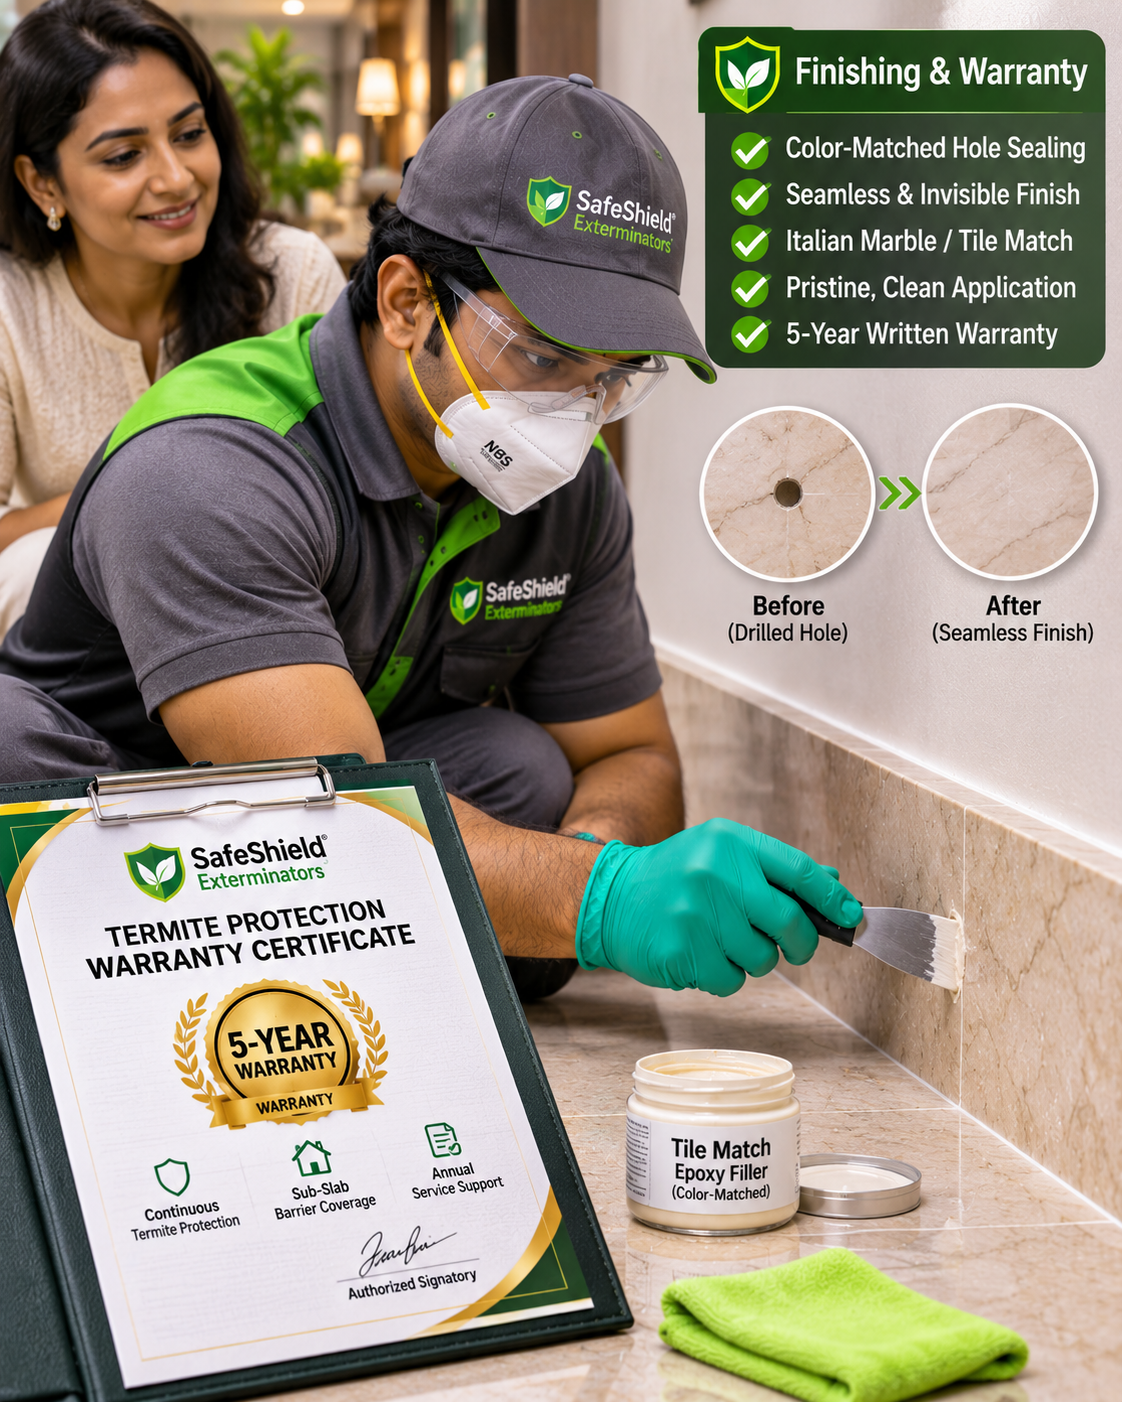 Finishing & Warranty
Color-Matched Hole Sealing
Seamless & Invisible Finish
Italian Marble / Tile Match
Pristine, Clean Application
5-Year Written Warranty
SafeShield®
Exterminators
NBS
SafeShield®
Exterminators
Before
(Drilled Hole)
After
(Seamless Finish)
SafeShield®
Exterminators
TERMITE PROTECTION
WARRANTY CERTIFICATE
5-YEAR
WARRANTY
WARRANTY
Continuous
Termite Protection
Sub-Slab
Barrier Coverage
Annual
Service Support
Authorized Signatory
Tile Match
Epoxy Filler
(Color-Matched)